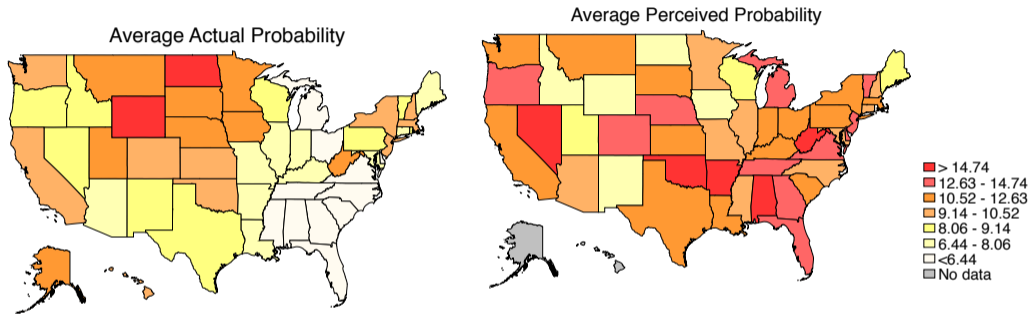 Average Actual Probability
Average Perceived Probability
> 14.74
12.63 - 14.74
10.52 - 12.63
9.14 - 10.52
8.06 - 9.14
6.44 - 8.06
<6.44
No data